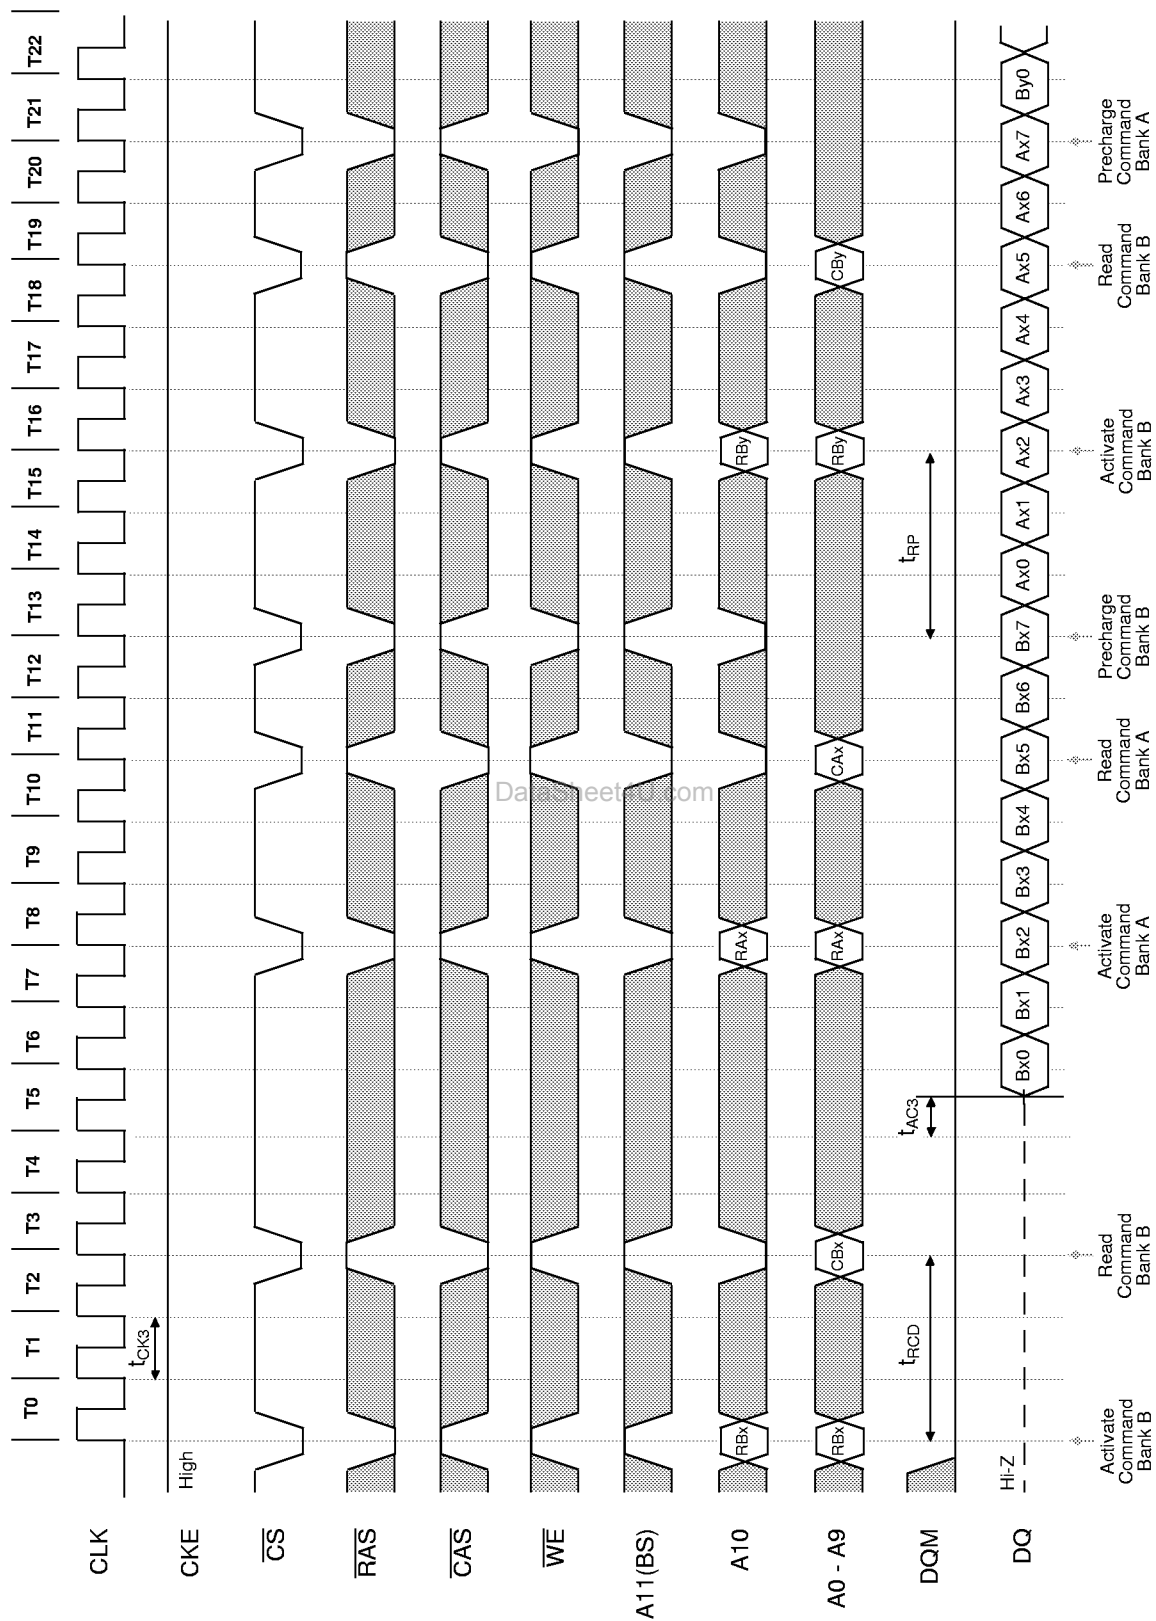 T0 T1 T2 T3 T4 T5 T6 T7 T8 T9 T10 T11 T12 T13 T14 T15 T16 T17 T18 T19 T20 T21 T22
CLK
tCK3
CKE
High
CS
RAS
CAS
WE
DataSheet4U.com
A11(BS)
A10
RBx RAx RBy
A0 - A9
RBx CBx RAx CAx RBy CBy
DQM
tRCD tAC3 tRP
DQ
Hi-Z
Bx0 Bx1 Bx2 Bx3 Bx4 Bx5 Bx6 Bx7 Ax0 Ax1 Ax2 Ax3 Ax4 Ax5 Ax6 Ax7 By0
Activate
Command
Bank B
Read
Command
Bank B
Activate
Command
Bank A
Read
Command
Bank A
Precharge
Command
Bank B
Activate
Command
Bank B
Read
Command
Bank B
Precharge
Command
Bank A